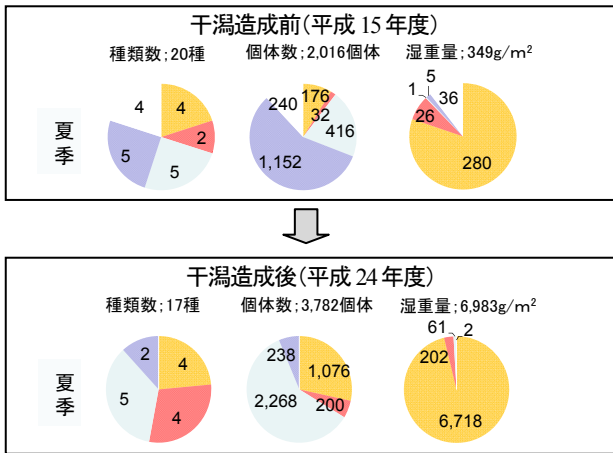 干潟造成前(平成15年度)
種類数;20種
個体数;2,016個体
湿重量;349g/m²
夏季
4
4
2
5
5
240
176
32
416
1,152
1
5
36
26
280
干潟造成後(平成24年度)
種類数;17種
個体数;3,782個体
湿重量;6,983g/m²
夏季
2
4
5
4
238
1,076
2,268
200
61
2
202
6,718